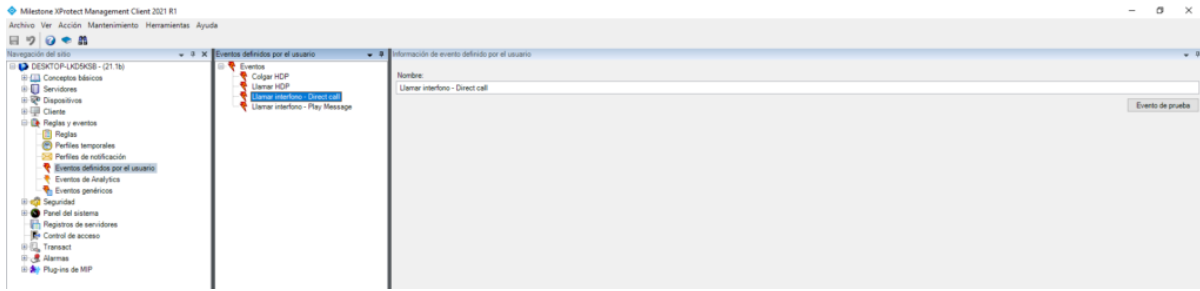 Milestone XProtect Management Client 2021 R1
Archivo Ver Acción Mantenimiento Herramientas Ayuda
Navegación del sitio
DESKTOP-LKD5KSB - (21.1b)
Conceptos básicos
Servidores
Dispositivos
Cliente
Reglas y eventos
Reglas
Perfiles temporales
Perfiles de notificación
Eventos definidos por el usuario
Eventos de Analytics
Eventos genéricos
Seguridad
Panel del sistema
Registros de servidores
Control de acceso
Transact
Alarmas
Plug-ins de MIP
Eventos definidos por el usuario
Eventos
Colgar HDP
Llamar HDP
Llamar interfono - Direct call
Llamar interfono - Play Message
Información de evento definido por el usuario
Nombre:
Llamar interfono - Direct call
Evento de prueba